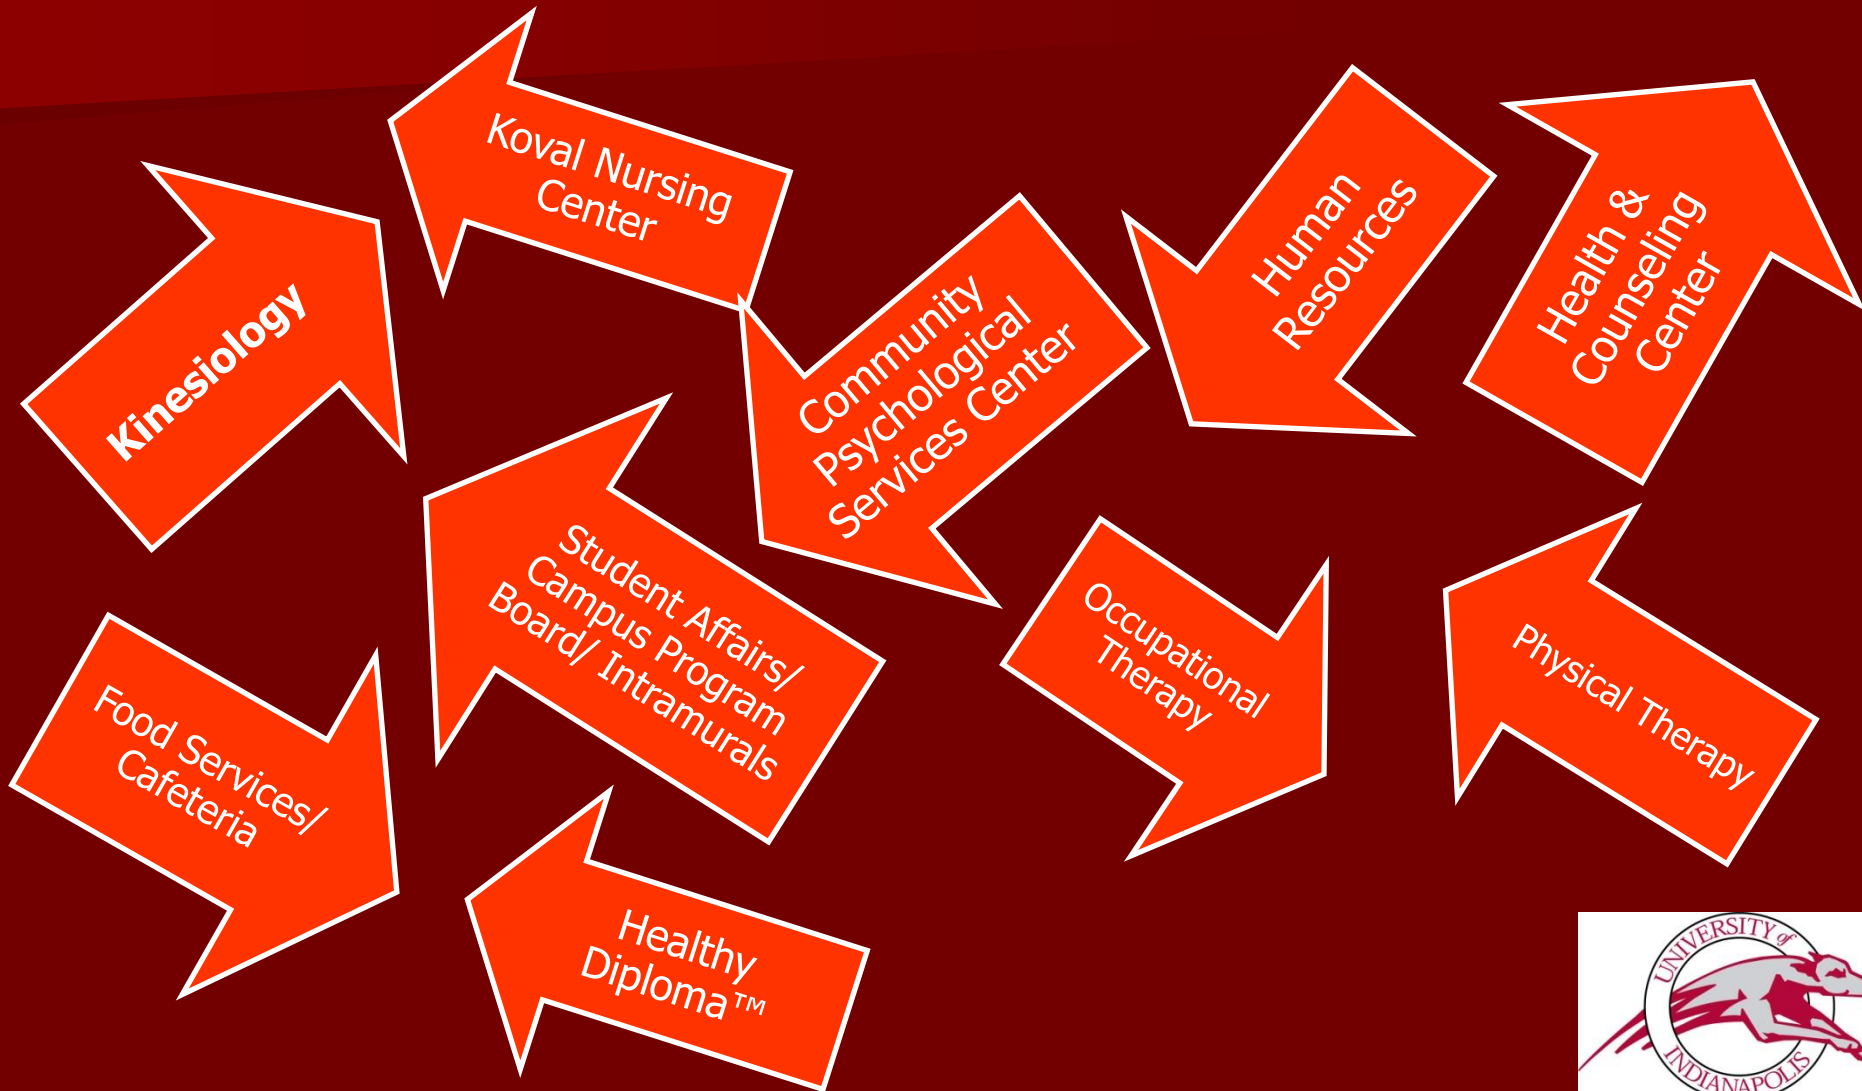 Koval Nursing
Center
Human
Resources
Health &
Counseling
Center
Kinesiology
Community
Psychological
Services Center
Student Affairs/
Campus Program
Board/ Intramurals
Occupational
Therapy
Physical Therapy
Food Services/
Cafeteria
Healthy
Diploma™
UNIVERSITY of
INDIANAPOLIS